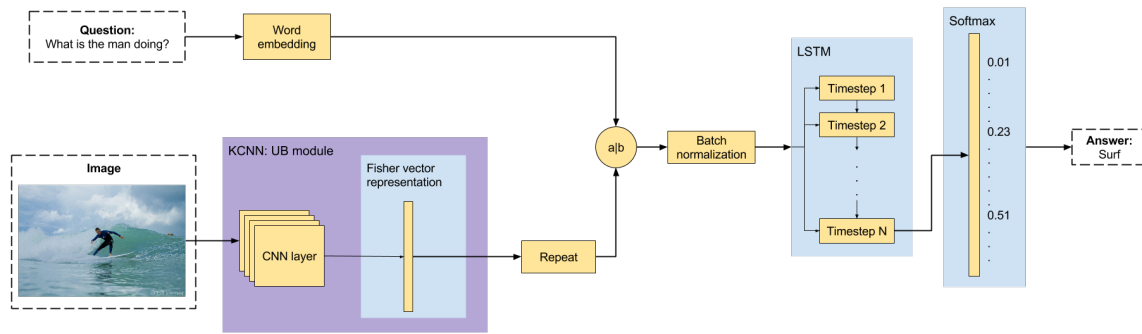 Question:
What is the man doing?
Word
embedding
Image
KCNN: UB module
CNN layer
Fisher vector
representation
Repeat
a|b
Batch
normalization
LSTM
Timestep 1
Timestep 2
Timestep N
Softmax
0.01
0.23
0.51
Answer:
Surf